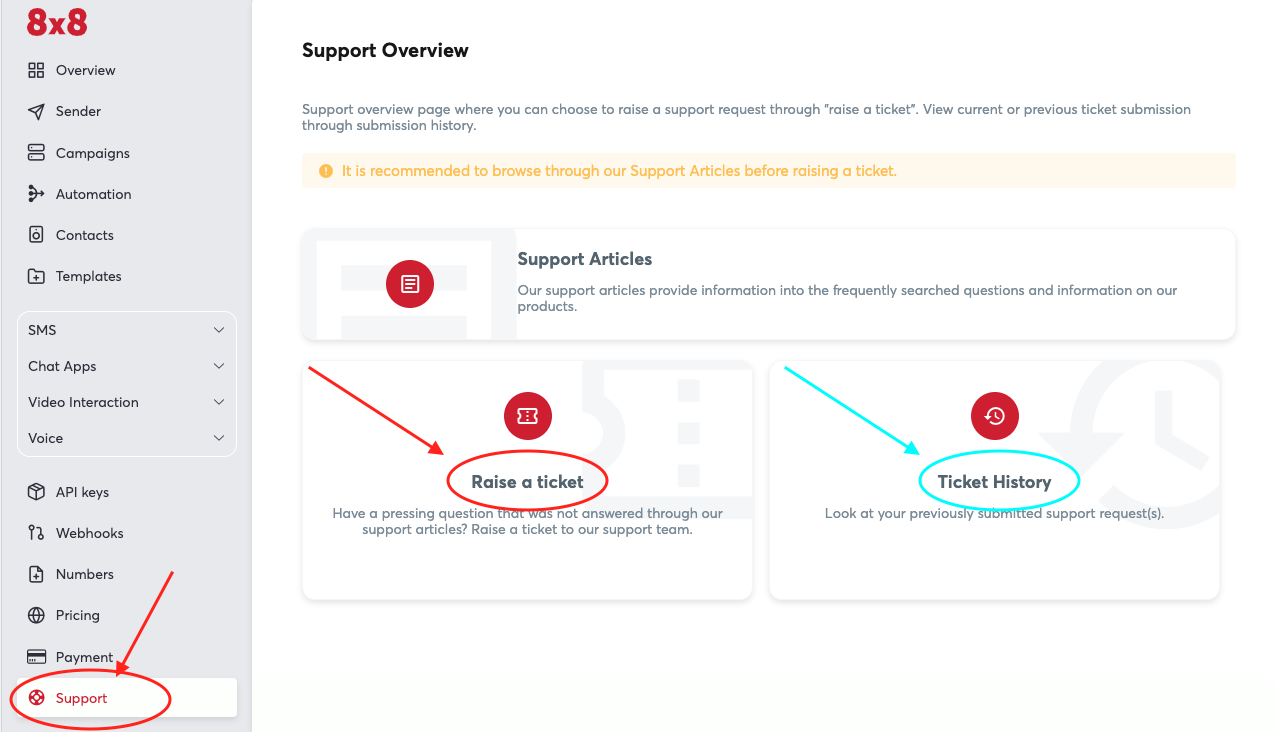 8x8
Overview
Sender
Campaigns
Automation
Contacts
Templates
SMS
Chat Apps
Video Interaction
Voice
API keys
Webhooks
Numbers
Pricing
Payment
Support
Support Overview
Support overview page where you can choose to raise a support request through "raise a ticket". View current or previous ticket submission
through submission history.
It is recommended to browse through our Support Articles before raising a ticket.
Support Articles
Our support articles provide information into the frequently searched questions and information on our
products.
Raise a ticket
Have a pressing question that was not answered through our
support articles? Raise a ticket to our support team.
Ticket History
Look at your previously submitted support request(s).